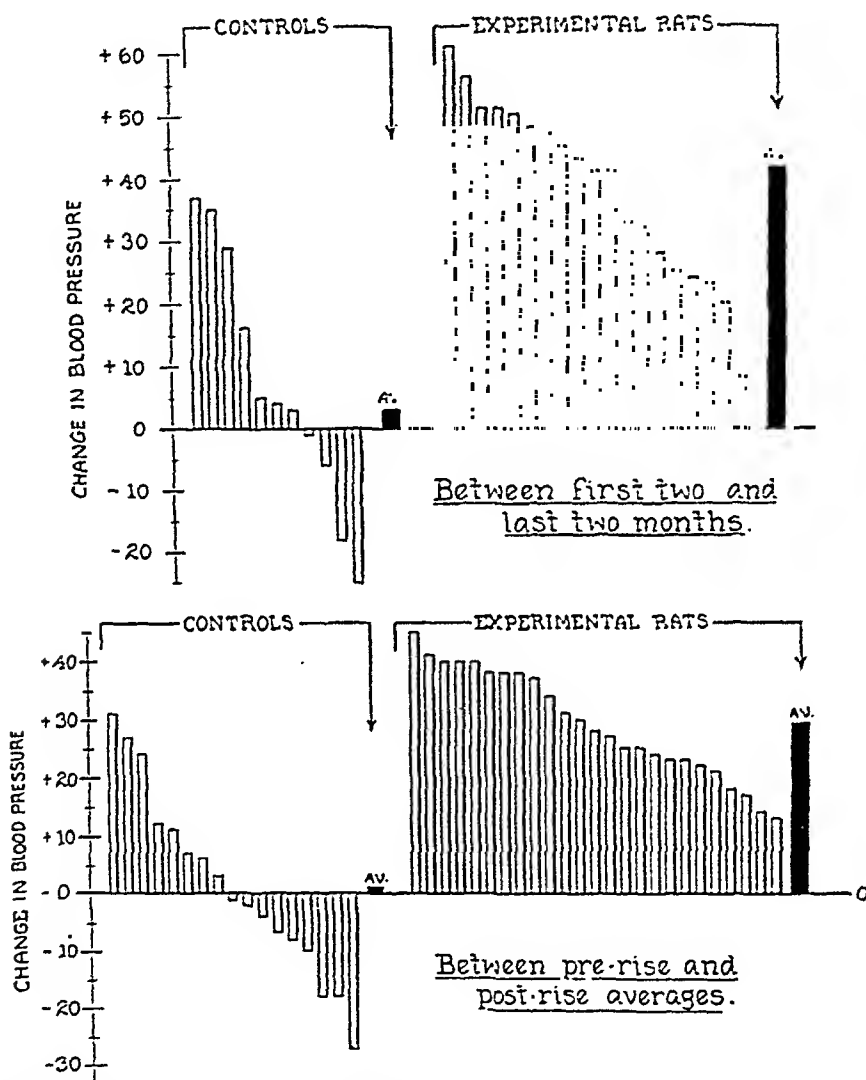 CONTROLS
EXPERIMENTAL RATS
+60
+50
+40
+30
+20
+10
0
-10
-20
CHANGE IN BLOOD PRESSURE
Between first two and
last two months.
CONTROLS
EXPERIMENTAL RATS
+40
+30
+20
+10
- 0
-10
-20
-30
CHANGE IN BLOOD PRESSURE
AV.
AV.
0
Between pre-rise and
post-rise averages.